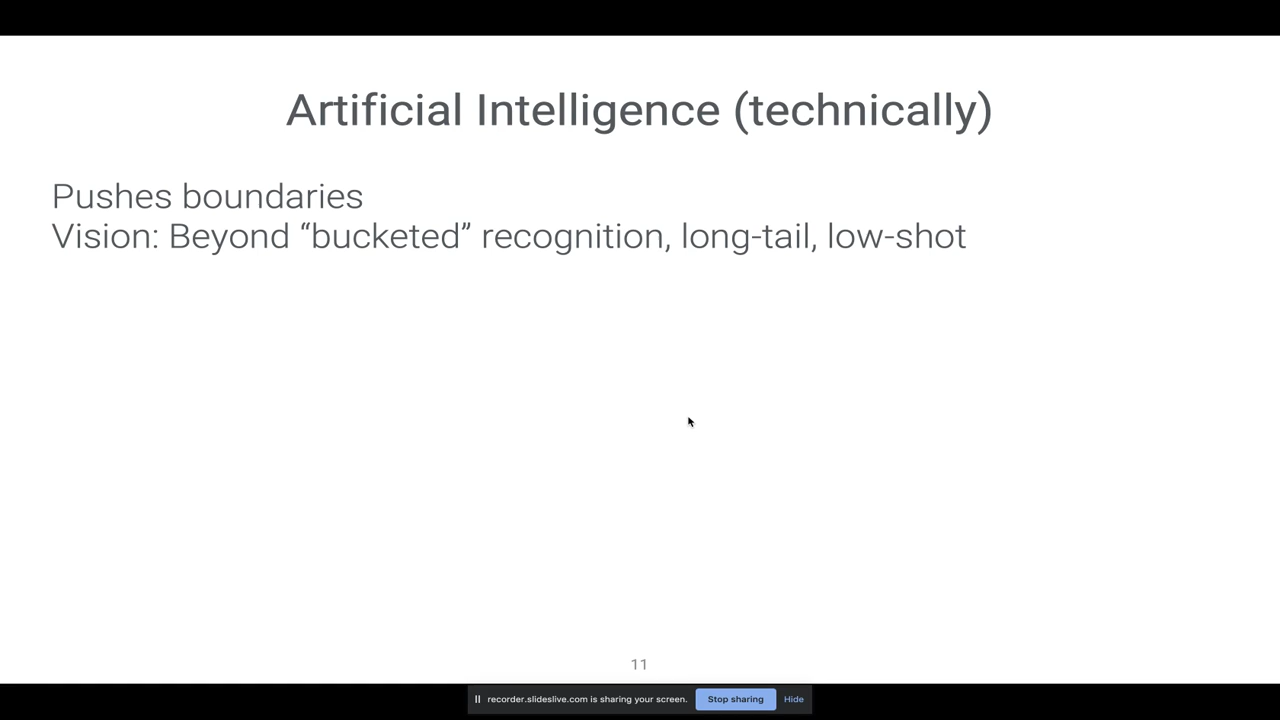 Artificial Intelligence (technically)
Pushes boundaries
Vision: Beyond “bucketed” recognition, long-tail, low-shot
11
recorder.slideslive.com is sharing your screen. Stop sharing Hide